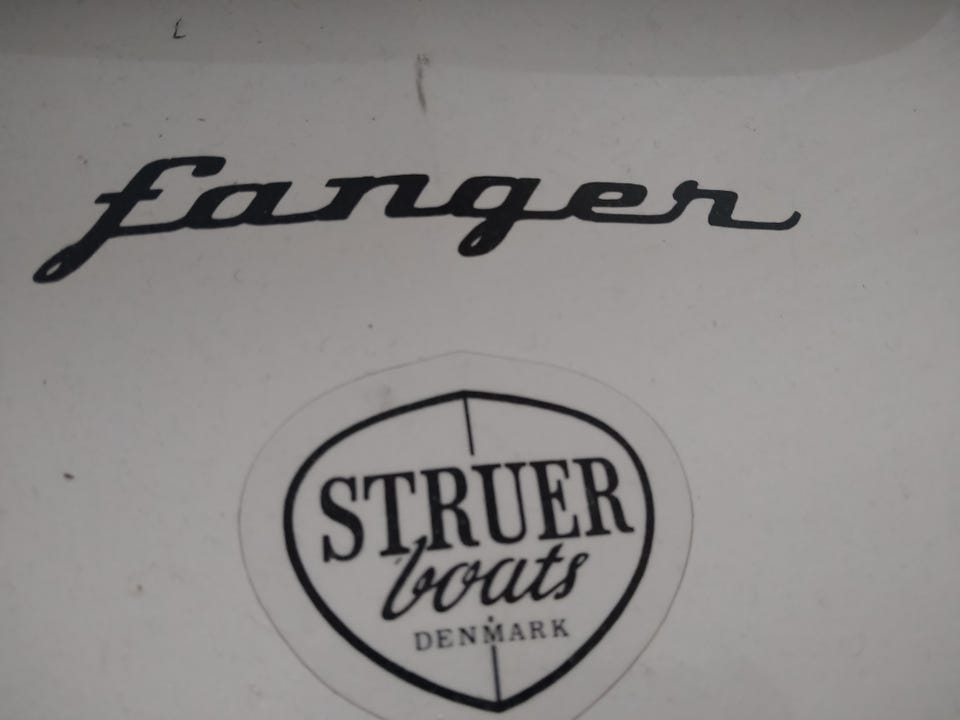 fanger
STRUER
boats
DENMARK